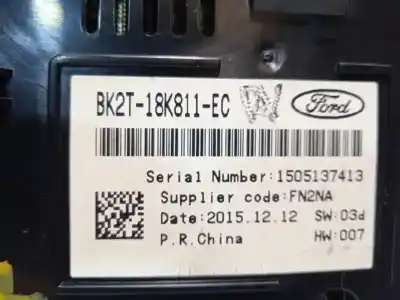 BK2T-18K811-EC
Ford
Serial Number:1505137413
Supplier code:FN2NA
Date:2015.12.12 SW:03d
P.R.China HW:007